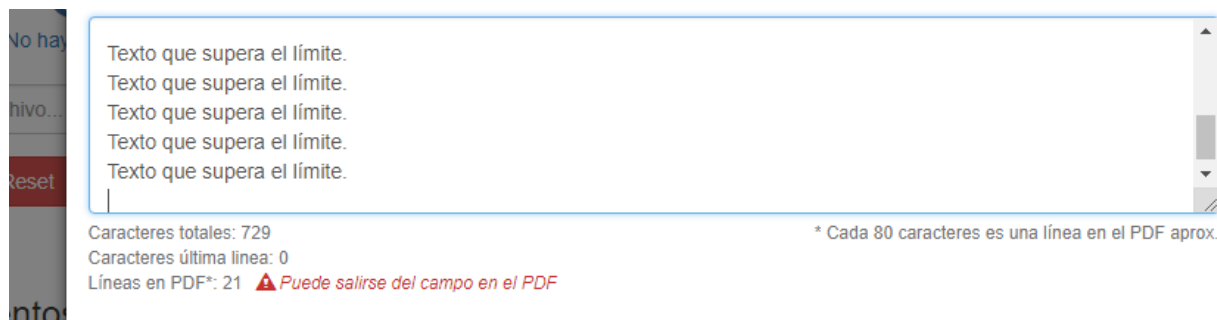 No hay
Texto que supera el límite.
Texto que supera el límite.
hivo...
Texto que supera el límite.
Texto que supera el límite.
Texto que supera el límite.
Reset
Caracteres totales: 729
* Cada 80 caracteres es una línea en el PDF aprox.
Caracteres última linea: 0
Líneas en PDF*: 21 Puede salirse del campo en el PDF
ntos